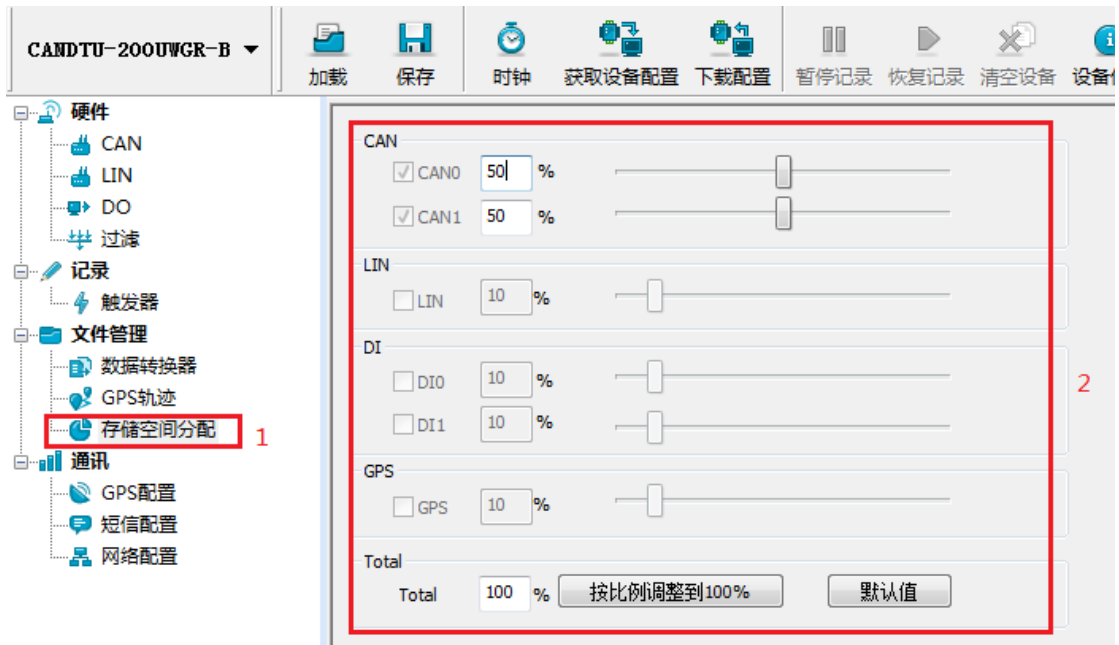 CANDTU-200UWGR-B
加载 保存 时钟 获取设备配置 下载配置 暂停记录 恢复记录 清空设备 设备
硬件
CAN
LIN
DO
过滤
记录
触发器
文件管理
数据转换器
GPS轨迹
存储空间分配 1
通讯
GPS配置
短信配置
网络配置
CAN
CAN0 50 %
CAN1 50 %
LIN
LIN 10 %
DI
DI0 10 %
DI1 10 %
2
GPS
GPS 10 %
Total
Total 100 % 按比例调整到100% 默认值